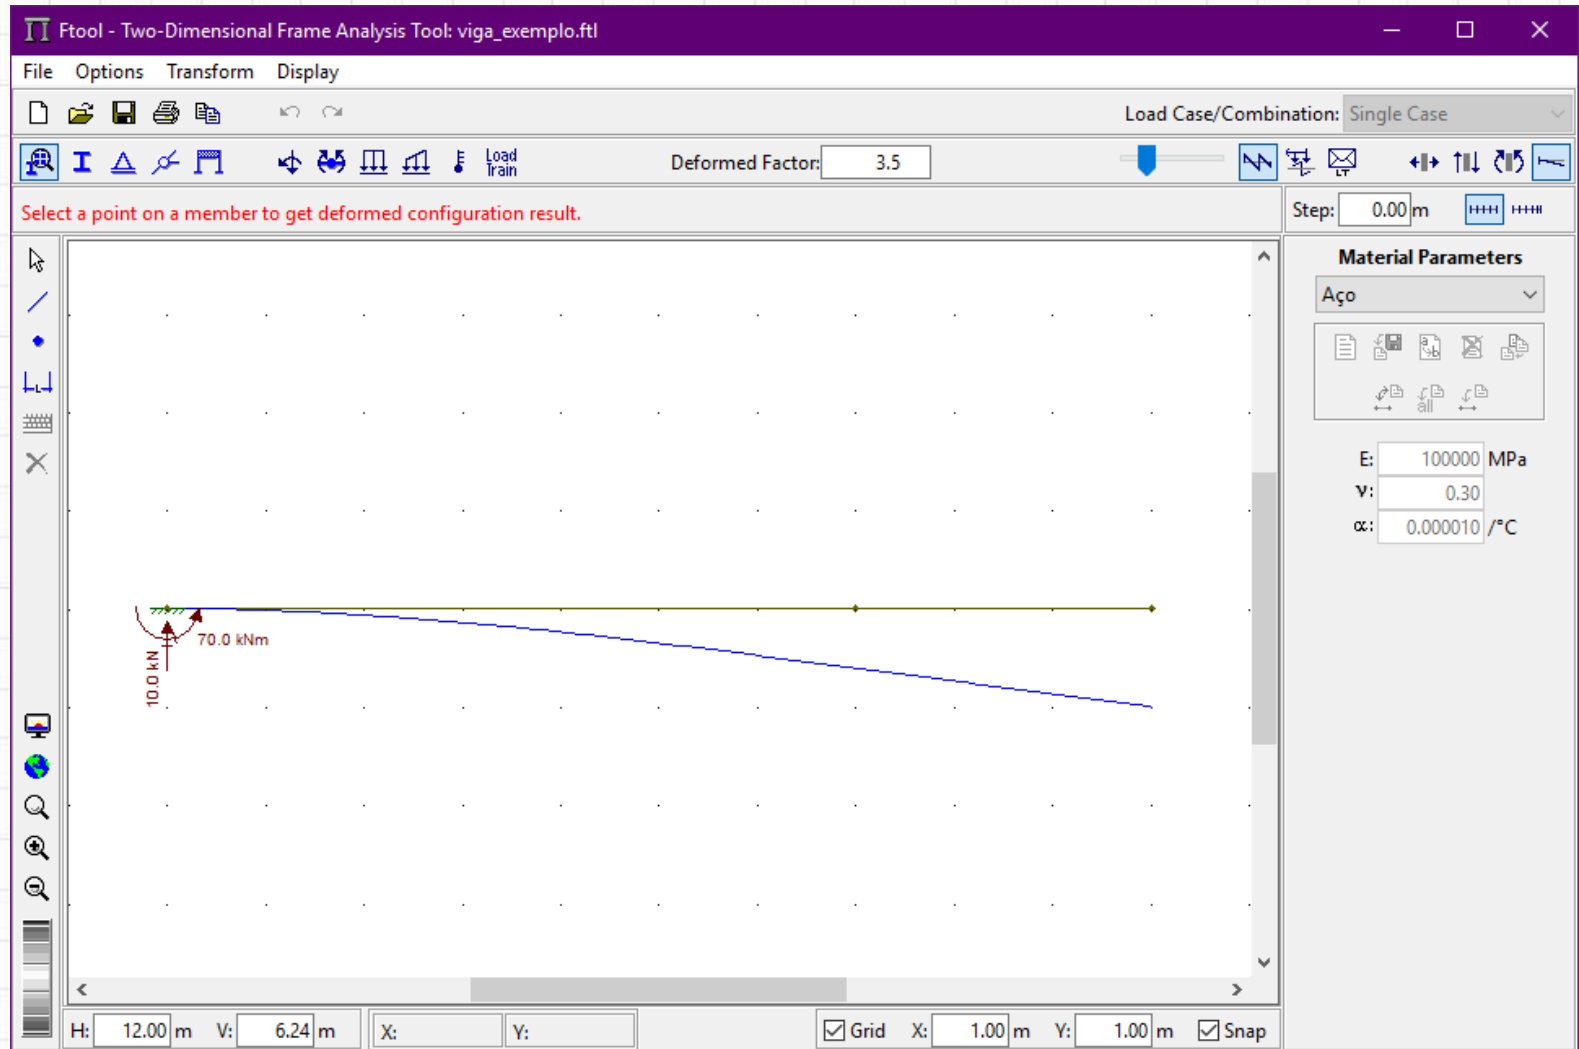 Ftool - Two-Dimensional Frame Analysis Tool: viga_exemplo.ftl
File Options Transform Display
Load Case/Combination: Single Case
Load Train
Deformed Factor: 3.5
LT
Select a point on a member to get deformed configuration result.
Step: 0.00 m
Material Parameters
Aço
L
a b
all
E: 100000 MPa
ν: 0.30
α: 0.000010 /°C
70.0 kNm
10.0 kN
H: 12.00 m V: 6.24 m X: Y: Grid X: 1.00 m Y: 1.00 m Snap